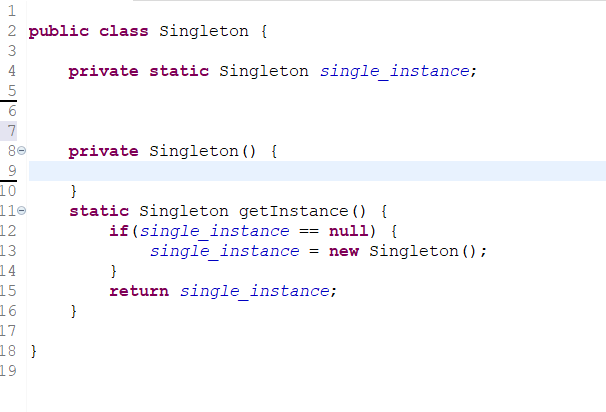 1
2 public class Singleton {
3
4 private static Singleton single_instance;
5
6
7
8 private Singleton() {
9
10 }
11 static Singleton getInstance() {
12 if(single_instance == null) {
13 single_instance = new Singleton();
14 }
15 return single_instance;
16 }
17
18 }
19